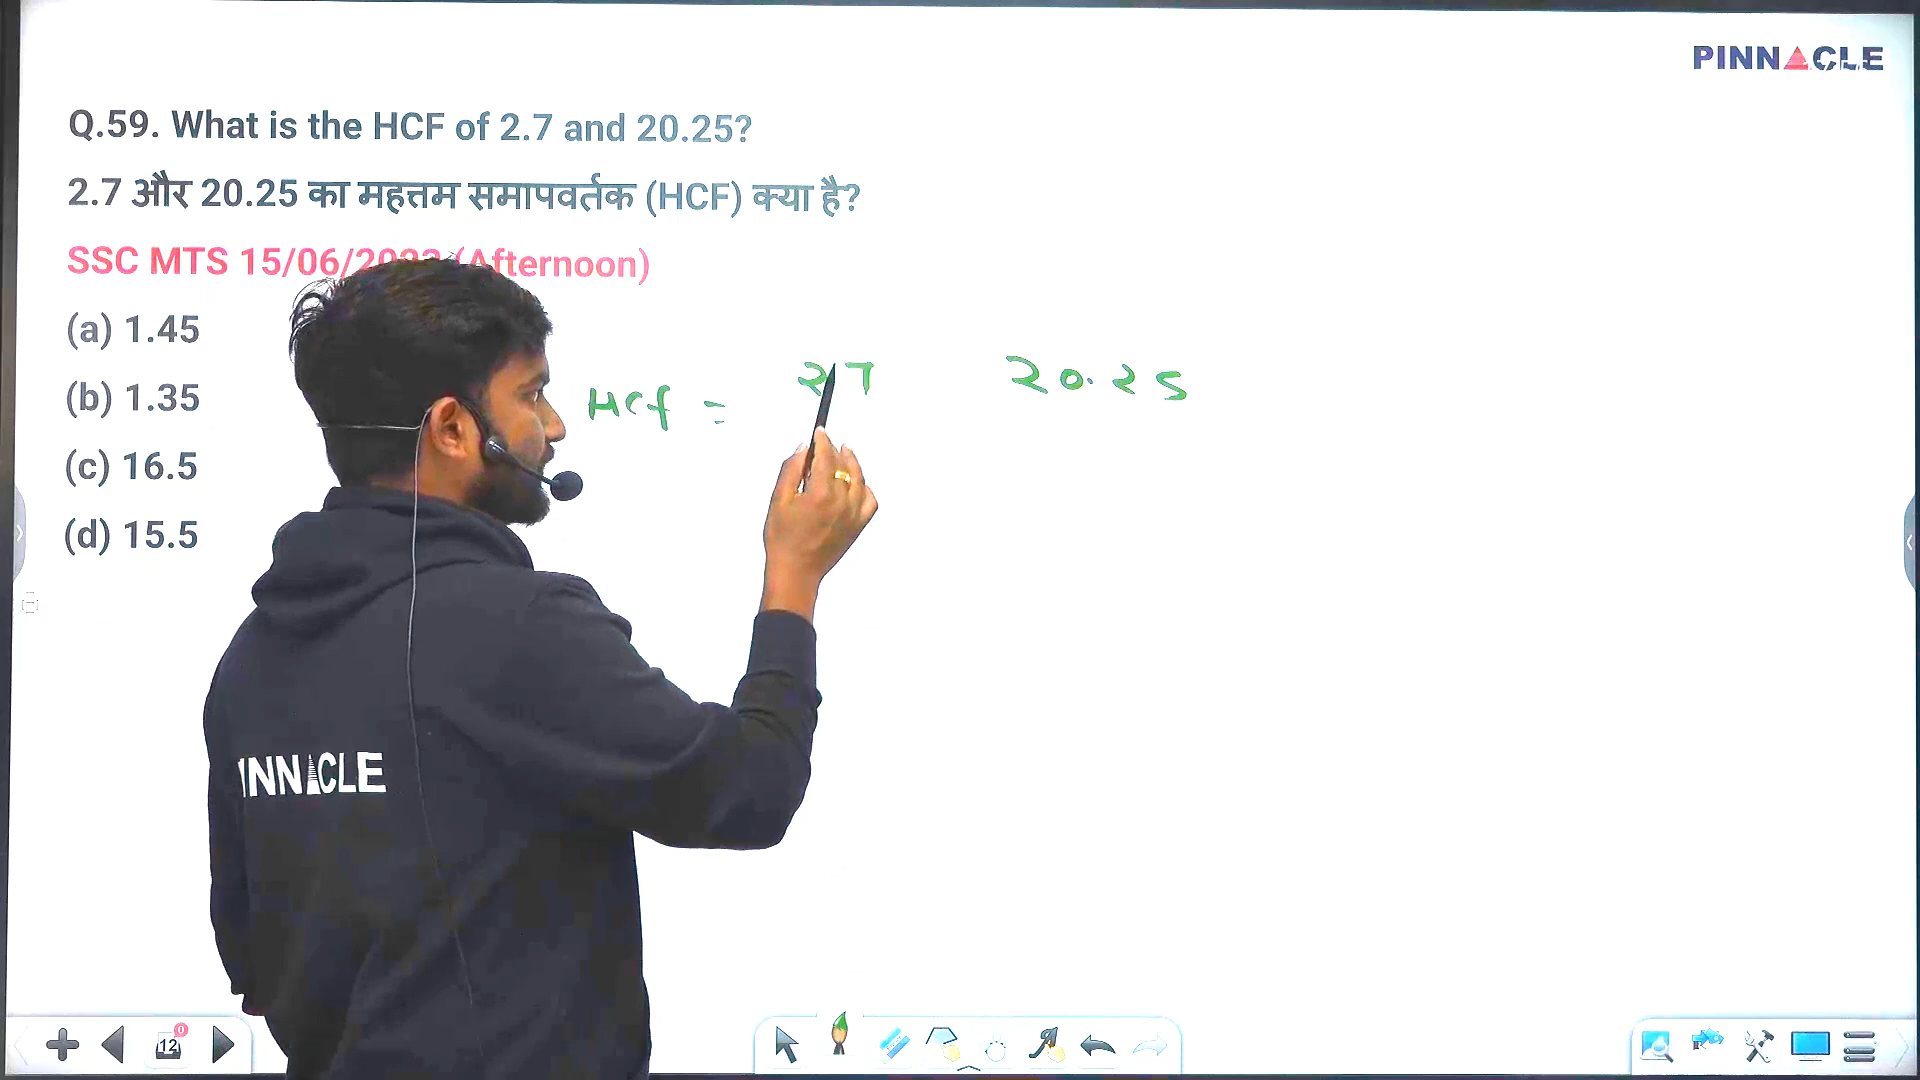 PINNACLE
Q.59. What is the HCF of 2.7 and 20.25?
2.7 और 20.25 का महत्तम समापवर्तक (HCF) क्या है?
SSC MTS 15/06/2023 (Afternoon)
(a) 1.45
(b) 1.35
(c) 16.5
(d) 15.5
Hcf = 27 20.25
INNACLE
12
0